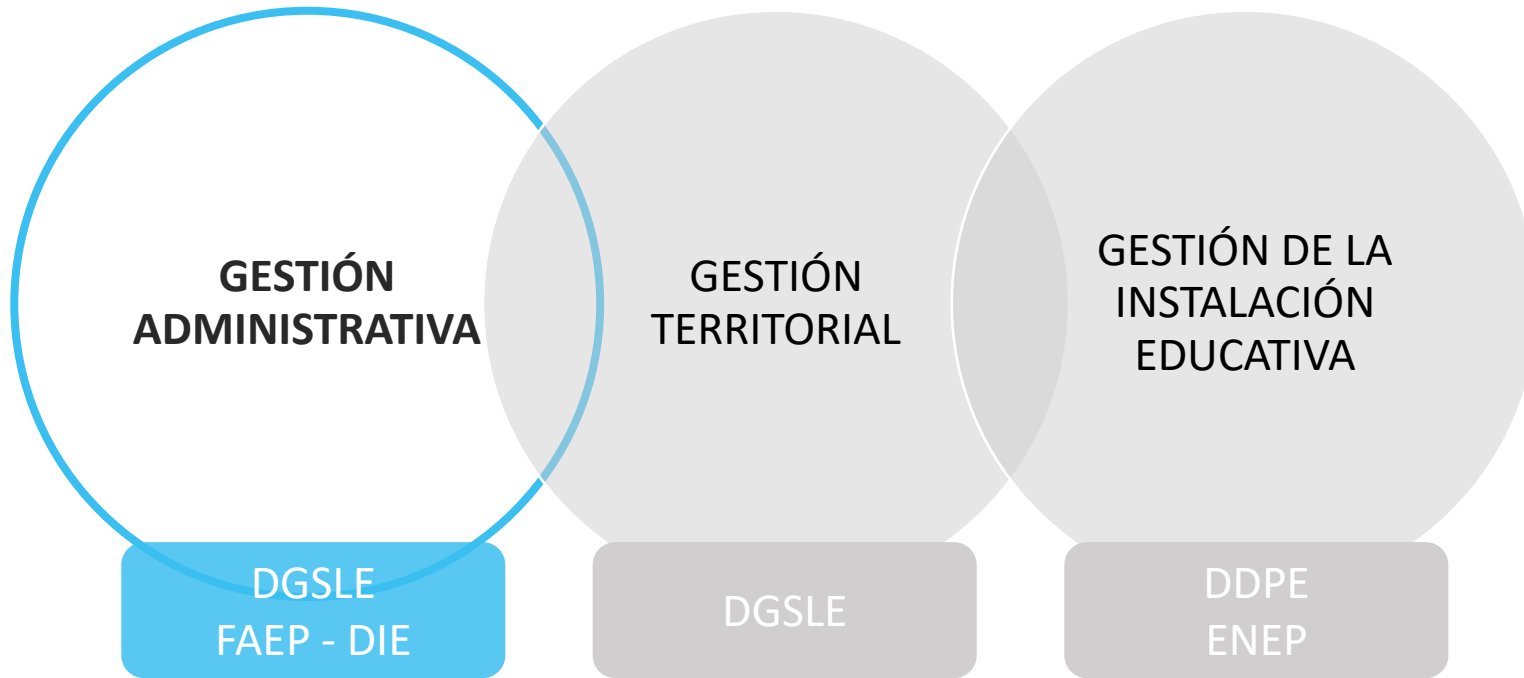 GESTIÓN
ADMINISTRATIVA
GESTIÓN
TERRITORIAL
GESTIÓN DE LA
INSTALACIÓN
EDUCATIVA
DGSLE
FAEP - DIE
DGSLE
DDPE
ENEP